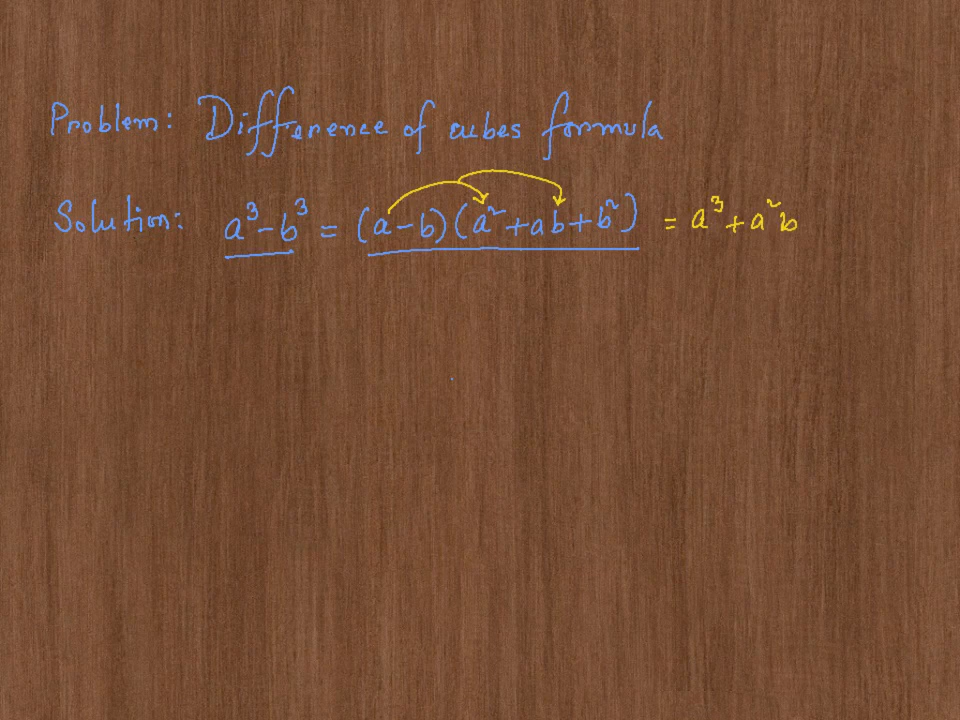 Problem: Difference of cubes formula
Solution: a³-b³ = (a-b)(a²+ab+b²) = a³+a²b